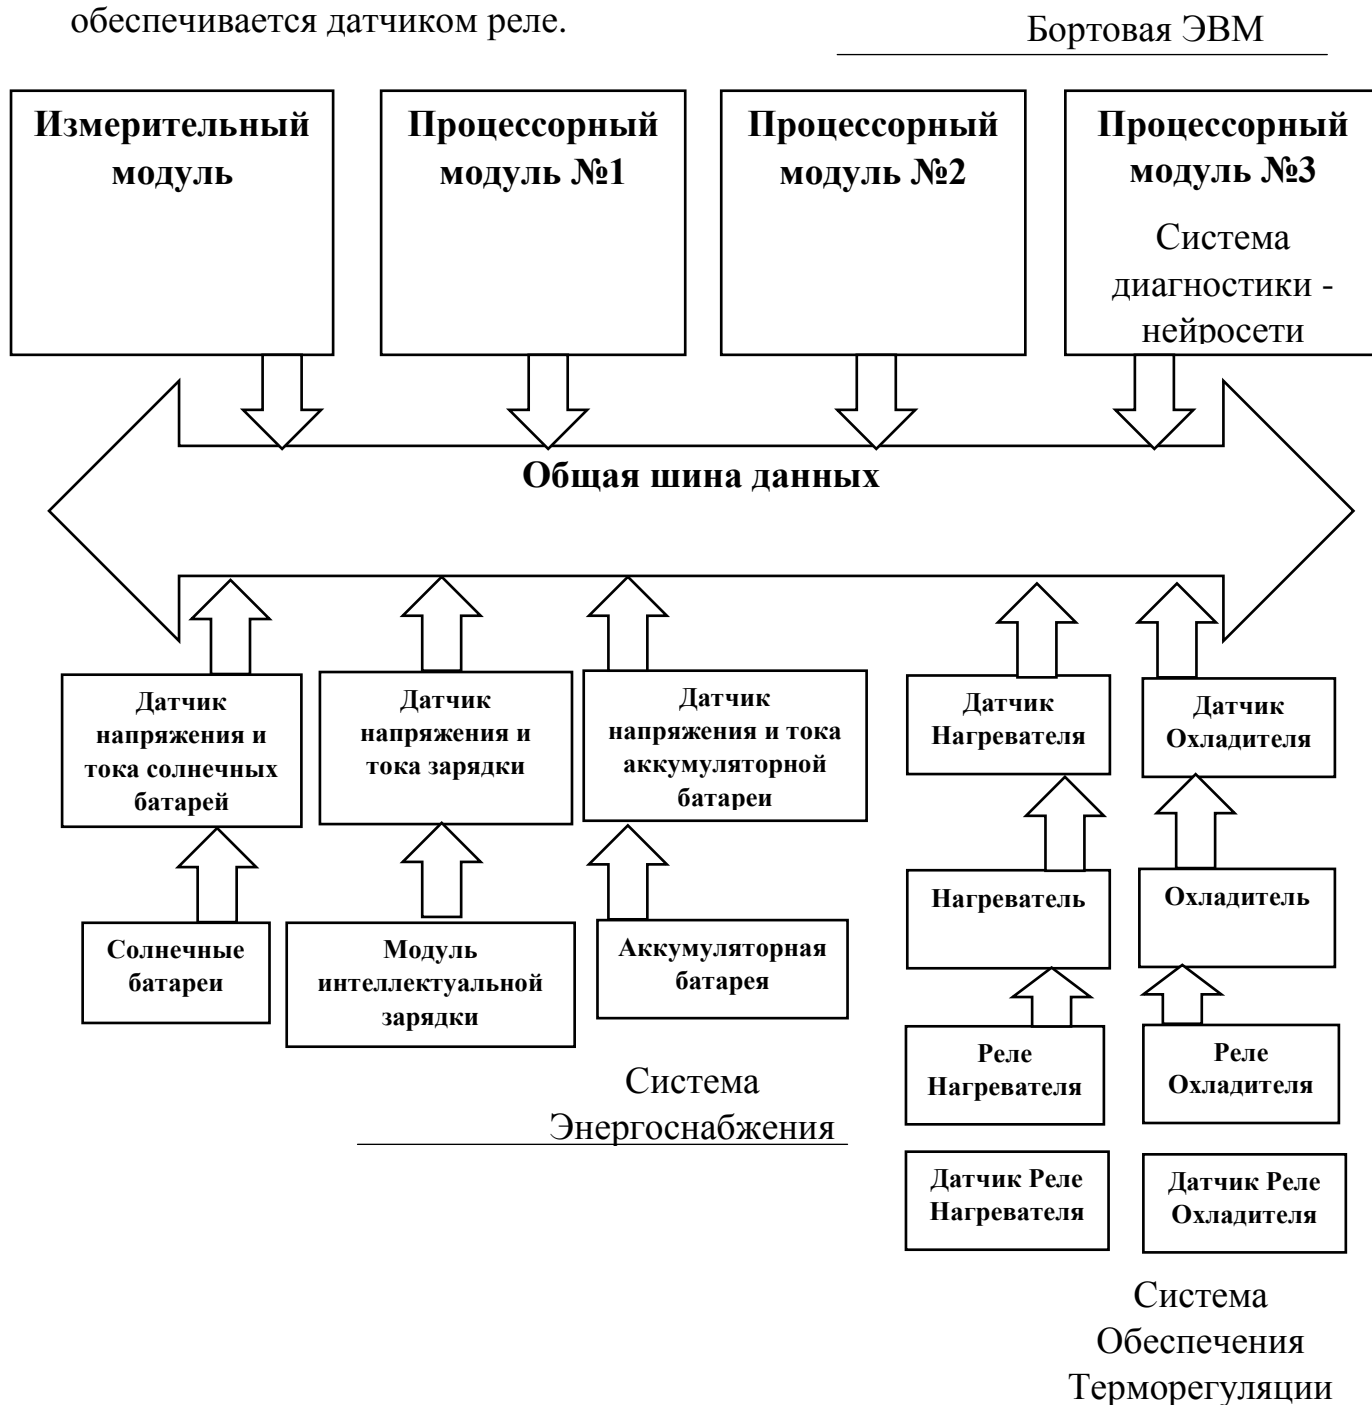 обеспечивается датчиком реле.
Бортовая ЭВМ
Измерительный
модуль
Процессорный
модуль №1
Процессорный
модуль №2
Процессорный
модуль №3
Система
диагностики -
нейросети
Общая шина данных
Датчик
напряжения и
тока солнечных
батарей
Датчик
напряжения и
тока зарядки
Датчик
напряжения и тока
аккумуляторной
батареи
Датчик
Нагревателя
Датчик
Охладителя
Солнечные
батареи
Модуль
интеллектуальной
зарядки
Аккумуляторная
батарея
Нагреватель
Охладитель
Реле
Нагревателя
Реле
Охладителя
Система
Энергоснабжения
Датчик Реле
Нагревателя
Датчик Реле
Охладителя
Система
Обеспечения
Терморегуляции